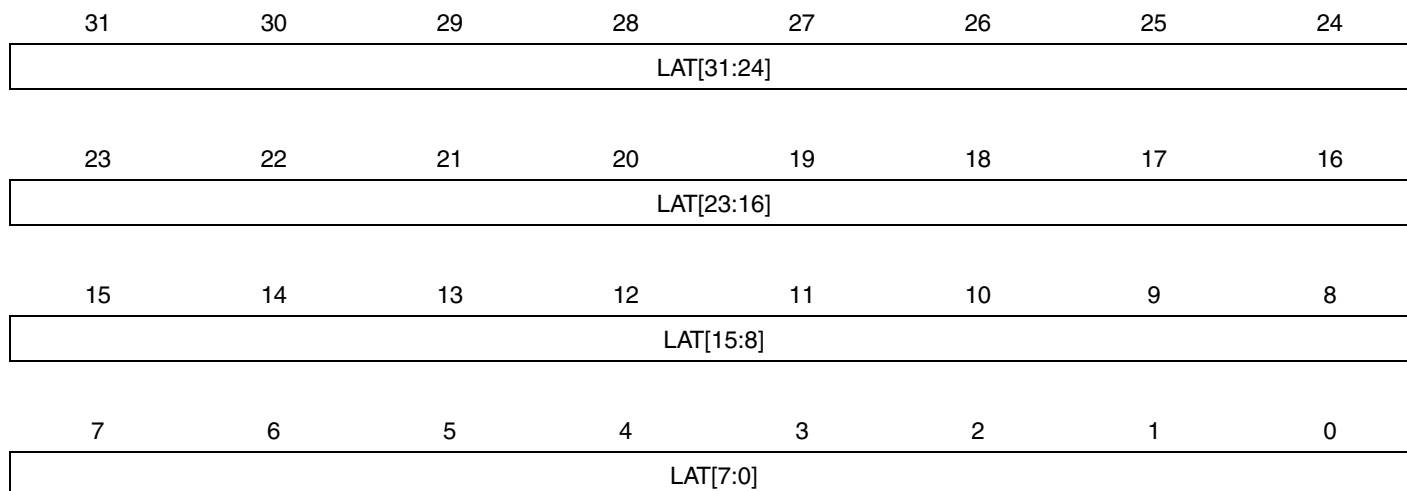 31 30 29 28 27 26 25 24
LAT[31:24]
23 22 21 20 19 18 17 16
LAT[23:16]
15 14 13 12 11 10 9 8
LAT[15:8]
7 6 5 4 3 2 1 0
LAT[7:0]